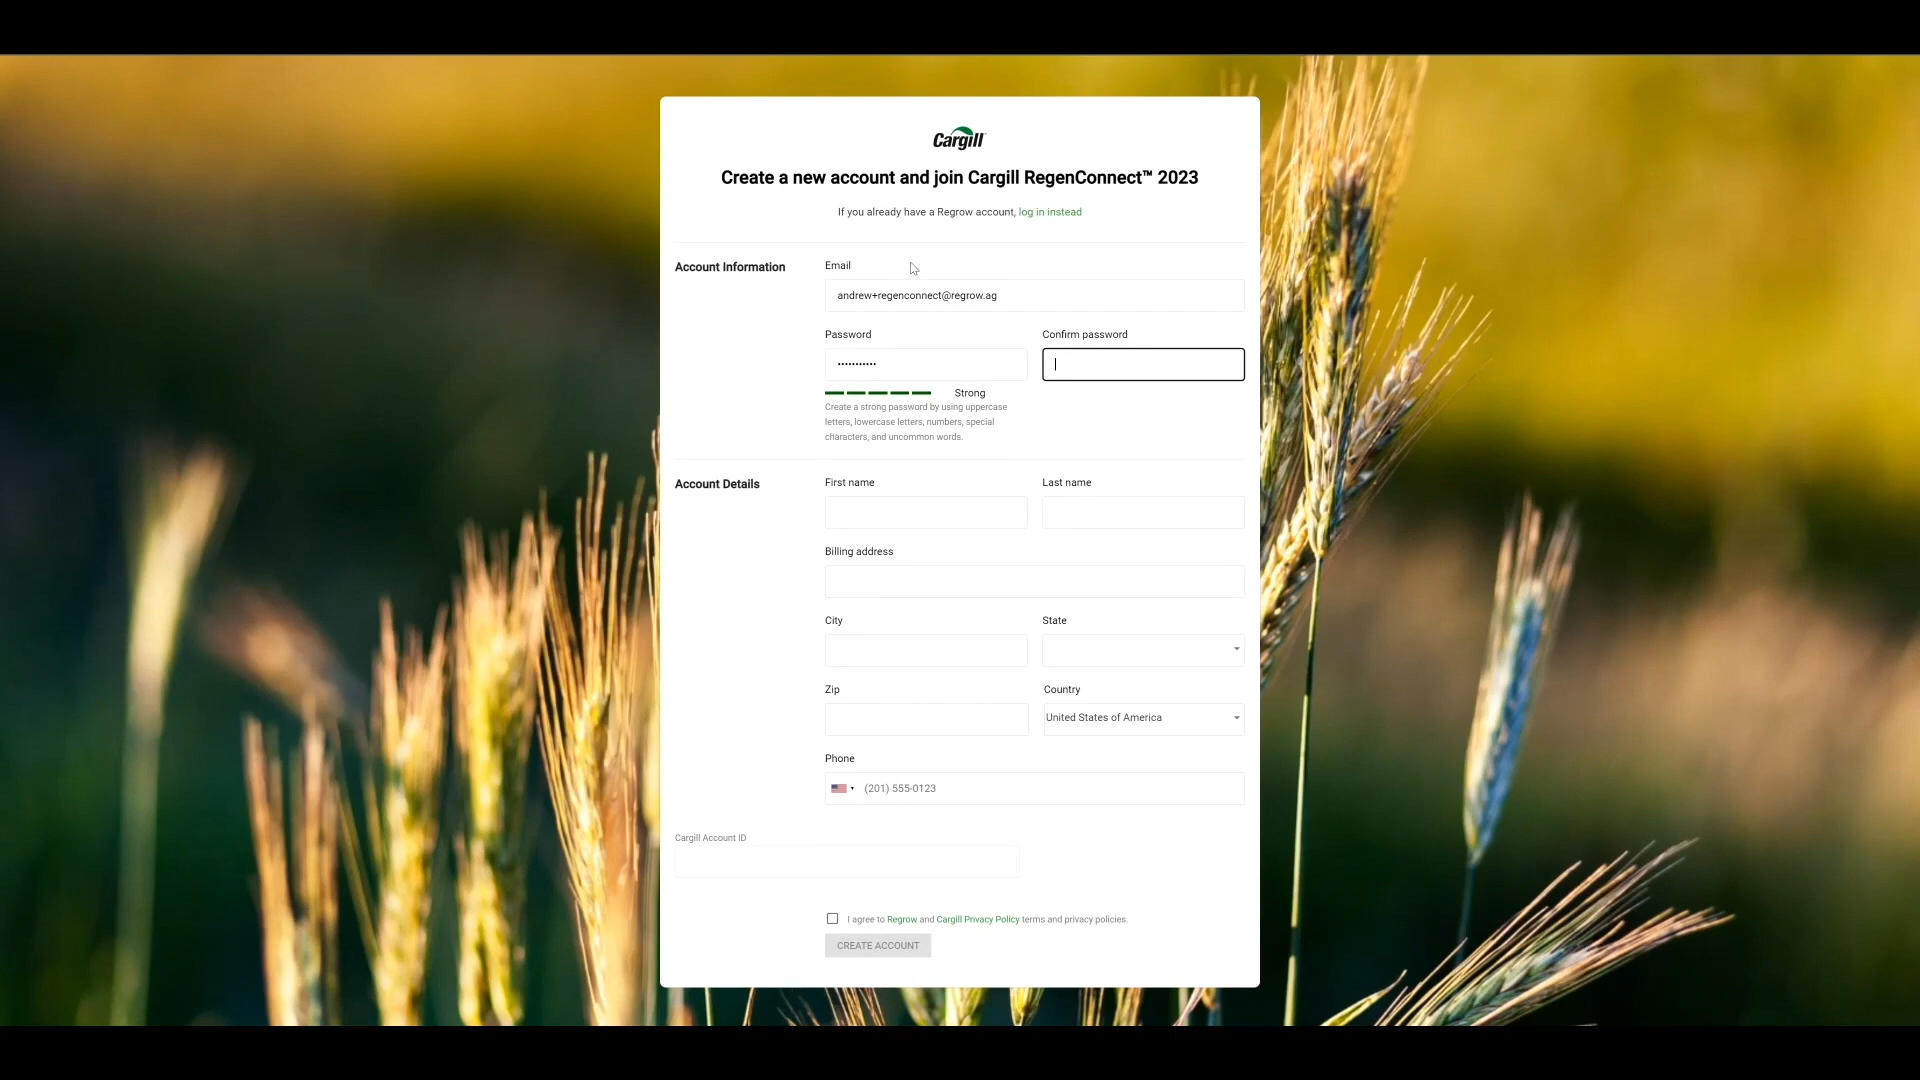 Cargill
Create a new account and join Cargill RegenConnect™ 2023
If you already have a Regrow account, log in instead
Account Information
Email
andrew+regenconnect@regrow.ag
Password
Confirm password
•••••••••••
Strong
Create a strong password by using uppercase
letters, lowercase letters, numbers, special
characters, and uncommon words.
Account Details
First name
Last name
Billing address
City
State
Zip
Country
United States of America
Phone
(201) 555-0123
Cargill Account ID
I agree to Regrow and Cargill Privacy Policy terms and privacy policies.
CREATE ACCOUNT